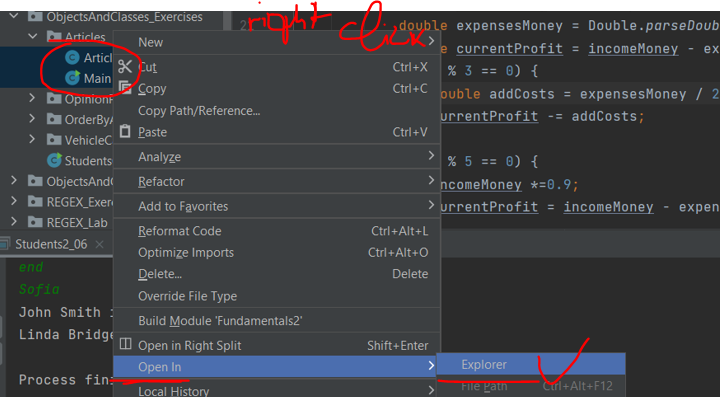 ObjectsAndClasses_Exercises
Articles
Articl
Main
OpinionP
OrderByA
VehicleC
Students
ObjectsAndC
REGEX_Exer
REGEX_Lab
Students2_06
end
Sofia
John Smith i
Linda Bridge
Process fin
right click
New
Cut Ctrl+X
Copy Ctrl+C
Copy Path/Reference...
Paste Ctrl+V
Analyze
Refactor
Add to Favorites
Reformat Code Ctrl+Alt+L
Optimize Imports Ctrl+Alt+O
Delete... Delete
Override File Type
Build Module 'Fundamentals2'
Open in Right Split Shift+Enter
Open In
Local History
Explorer
File Path Ctrl+Alt+F12
double expensesMoney = Double.parseDoub
currentProfit = incomeMoney - exp
% 3 == 0) {
ouble addCosts = expensesMoney / 2
urrentProfit -= addCosts;
% 5 == 0) {
ncomeMoney *=0.9;
urrentProfit = incomeMoney - expen